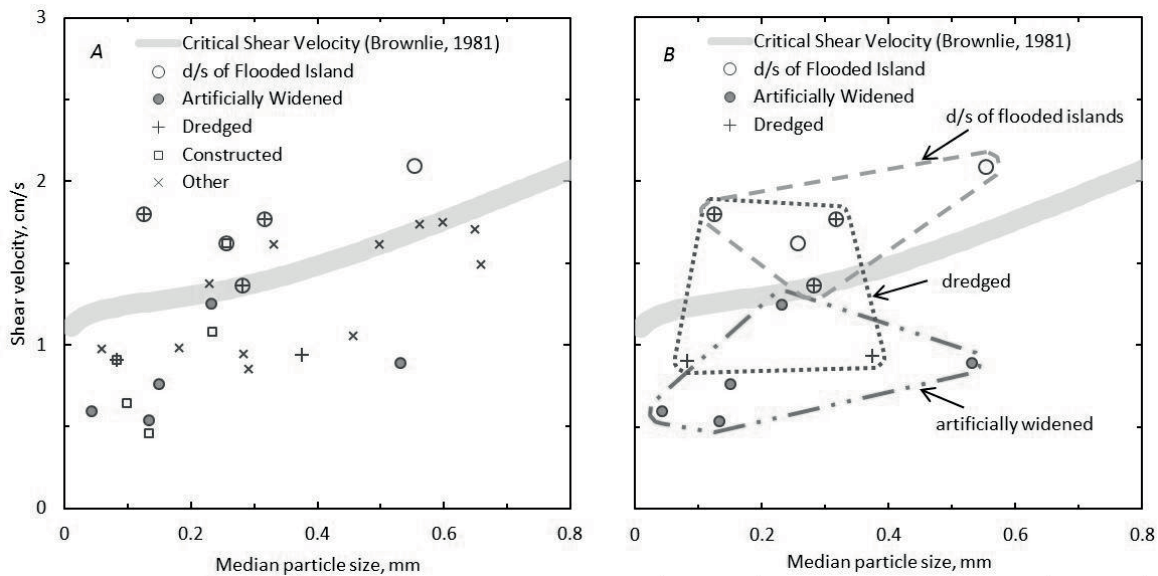 A
Critical Shear Velocity (Brownlie, 1981)
d/s of Flooded Island
Artificially Widened
Dredged
Constructed
Other
3
2
1
0
Shear velocity, cm/s
0 0.2 0.4 0.6 0.8
Median particle size, mm
B
Critical Shear Velocity (Brownlie, 1981)
d/s of Flooded Island
Artificially Widened
Dredged
d/s of flooded islands
dredged
artificially widened
0 0.2 0.4 0.6 0.8
Median particle size, mm